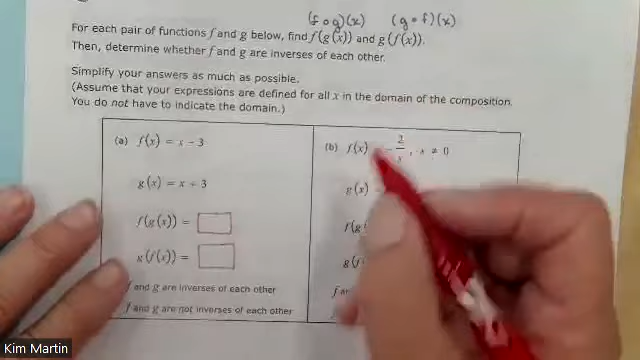 (f∘g)(x) (g∘f)(x)
For each pair of functions f and g below, find f(g(x)) and g(f(x)).
Then, determine whether f and g are inverses of each other.
Simplify your answers as much as possible.
(Assume that your expressions are defined for all x in the domain of the composition.
You do not have to indicate the domain.)
(a) f(x) = x − 3
g(x) = x + 3
f(g(x)) =
g(f(x)) =
f and g are inverses of each other
f and g are not inverses of each other
(b) f(x) 2/x, x ≠ 0
g(x)
f(g
g(f
f
Kim Martin